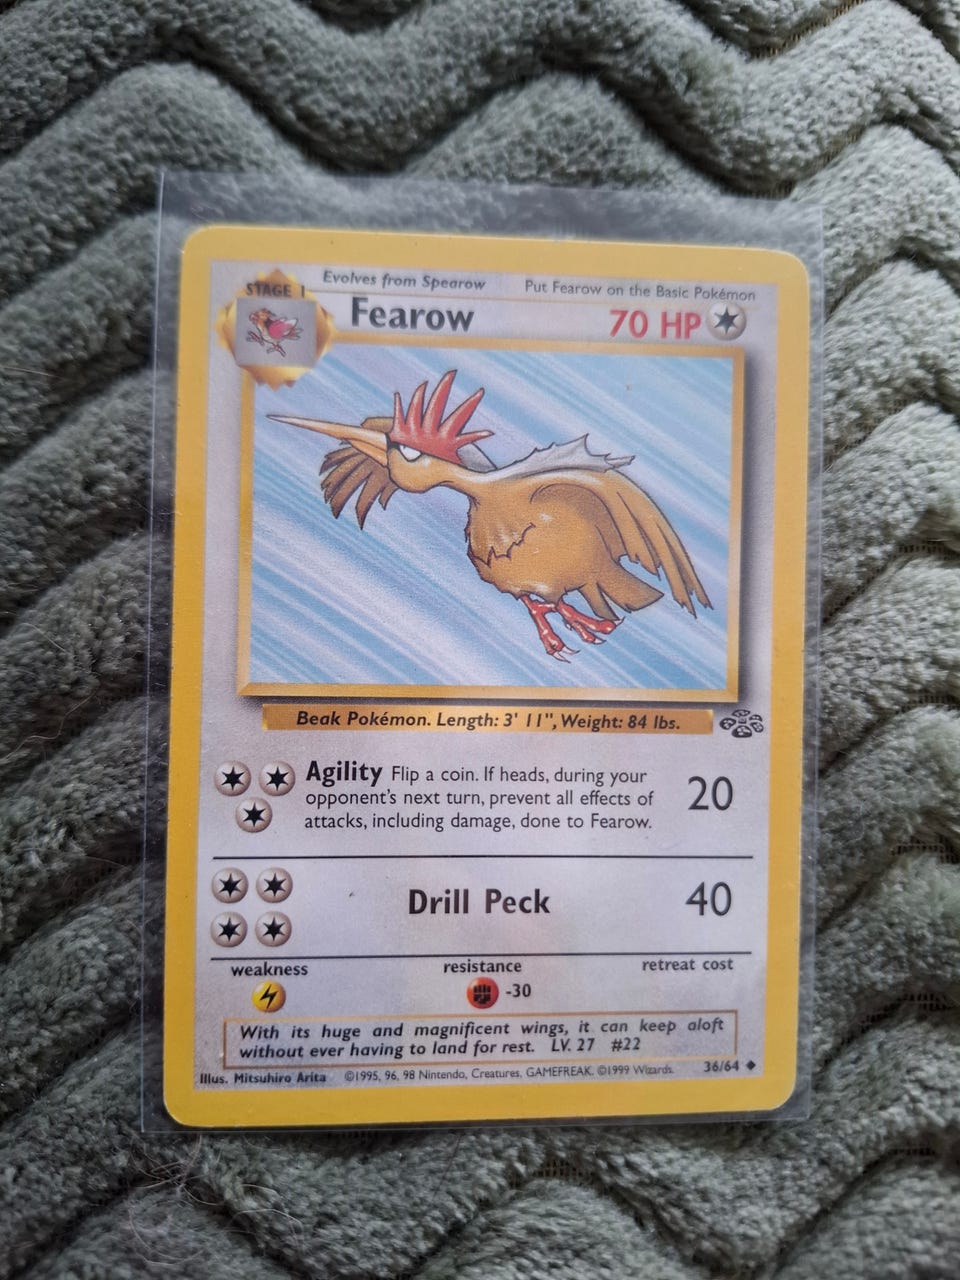 STAGE 1
Evolves from Spearow
Put Fearow on the Basic Pokémon
Fearow
70 HP
Beak Pokémon. Length: 3' 11", Weight: 84 lbs.
Agility Flip a coin. If heads, during your
opponent's next turn, prevent all effects of
attacks, including damage, done to Fearow.
20
Drill Peck
40
weakness
resistance
retreat cost
-30
With its huge and magnificent wings, it can keep aloft
without ever having to land for rest. LV. 27 #22
Illus. Mitsuhiro Arita ©1995, 96, 98 Nintendo, Creatures, GAMEFREAK. ©1999 Wizards. 36/64